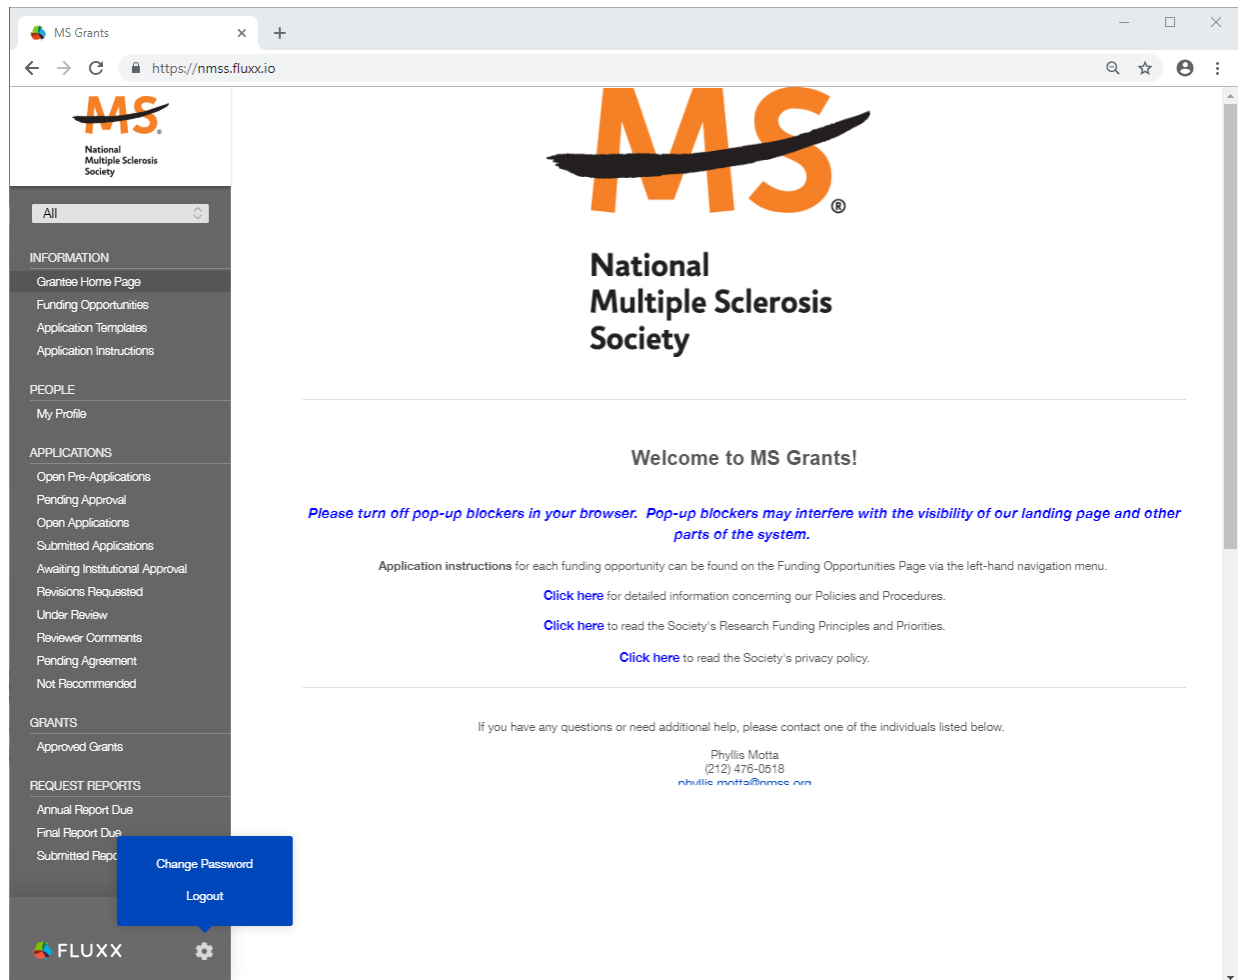 MS Grants
https://nmss.fluxx.io
MS®
National
Multiple Sclerosis
Society
All
INFORMATION
Grantee Home Page
Funding Opportunities
Application Templates
Application Instructions
PEOPLE
My Profile
APPLICATIONS
Open Pre-Applications
Pending Approval
Open Applications
Submitted Applications
Awaiting Institutional Approval
Revisions Requested
Under Review
Reviewer Comments
Pending Agreement
Not Recommended
GRANTS
Approved Grants
REQUEST REPORTS
Annual Report Due
Final Report Due
Submitted Repo
Change Password
Logout
FLUXX
MS®
National
Multiple Sclerosis
Society
Welcome to MS Grants!
Please turn off pop-up blockers in your browser.  Pop-up blockers may interfere with the visibility of our landing page and other
parts of the system.
Application instructions for each funding opportunity can be found on the Funding Opportunities Page via the left-hand navigation menu.
Click here for detailed information concerning our Policies and Procedures.
Click here to read the Society's Research Funding Principles and Priorities.
Click here to read the Society's privacy policy.
If you have any questions or need additional help, please contact one of the individuals listed below.
Phyllis Motta
(212) 476-0518
phyllis.motta@nmss.org